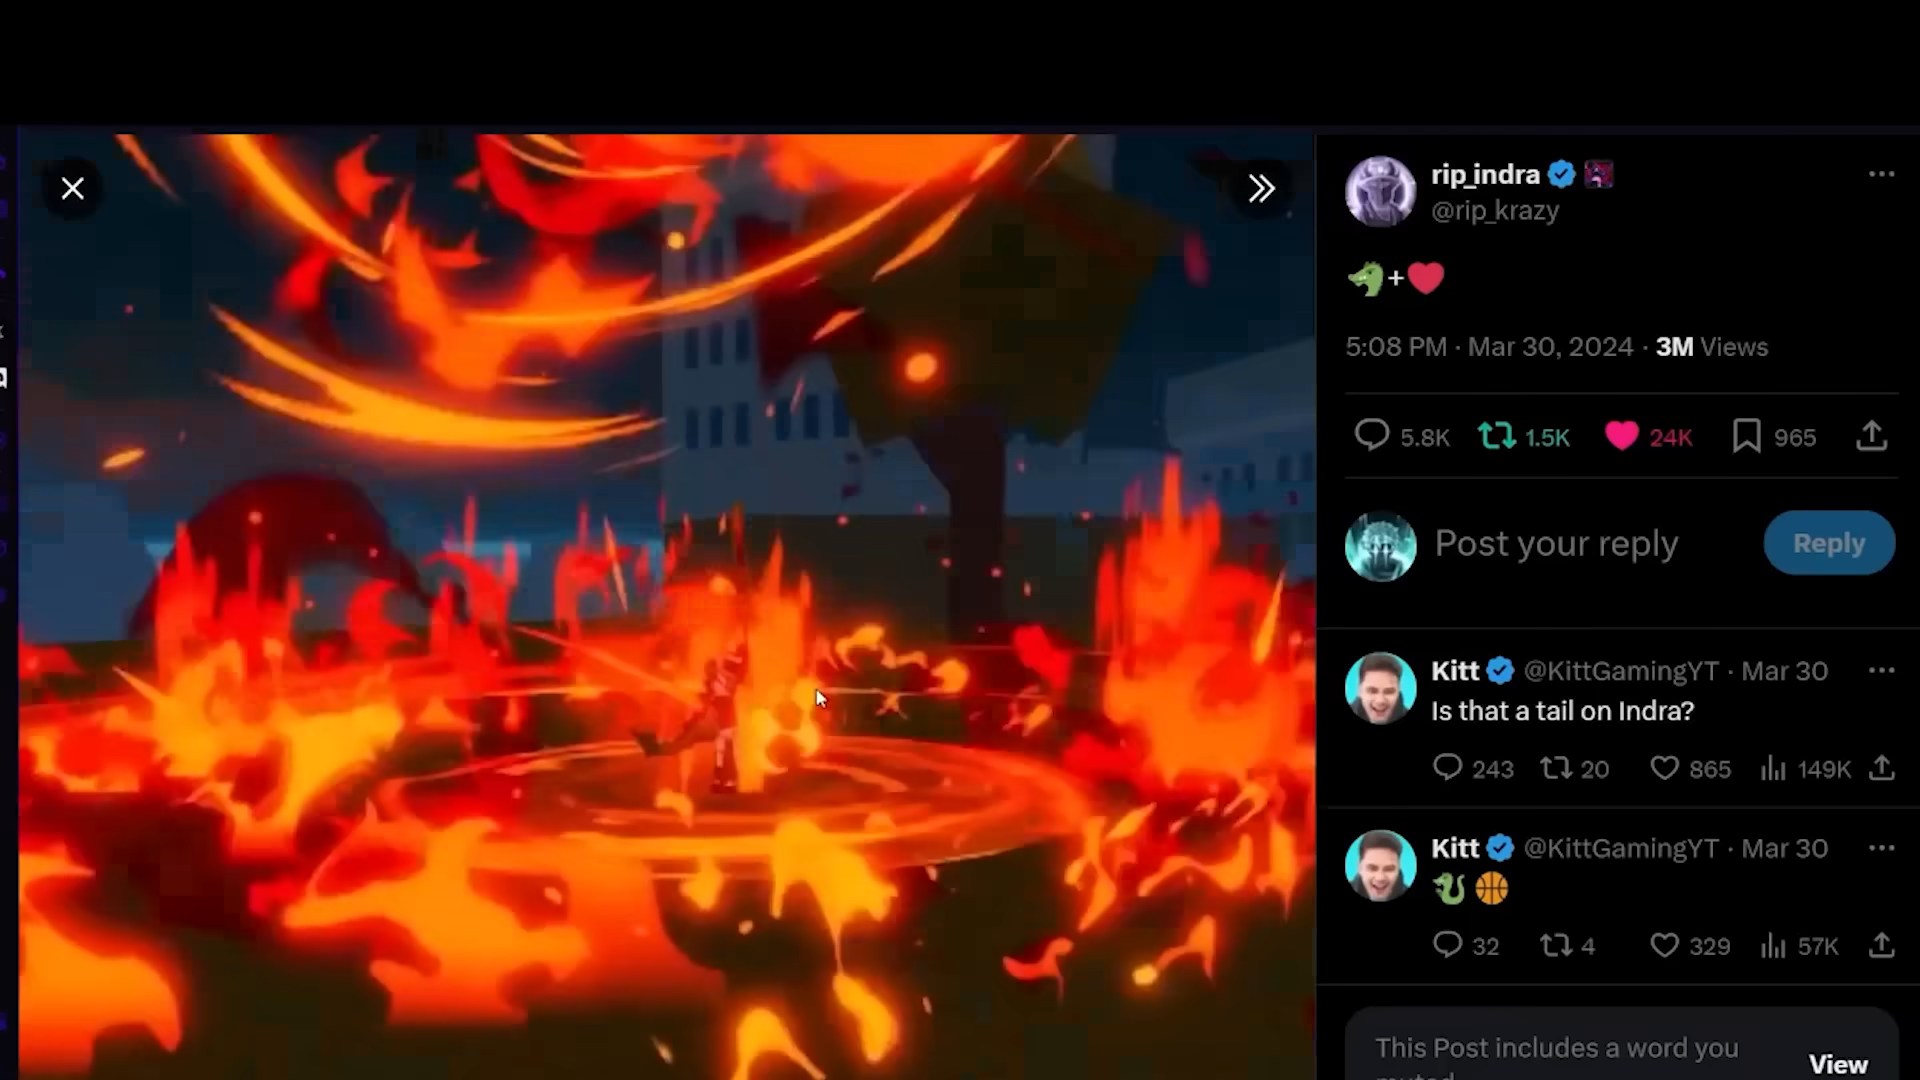 rip_indra
@rip_krazy
🐲+❤️
5:08 PM · Mar 30, 2024 · 3M Views
5.8K 1.5K 24K 965
Post your reply
Reply
Kitt @KittGamingYT · Mar 30
Is that a tail on Indra?
243 20 865 149K
Kitt @KittGamingYT · Mar 30
🐉🏀
32 4 329 57K
This Post includes a word you
View